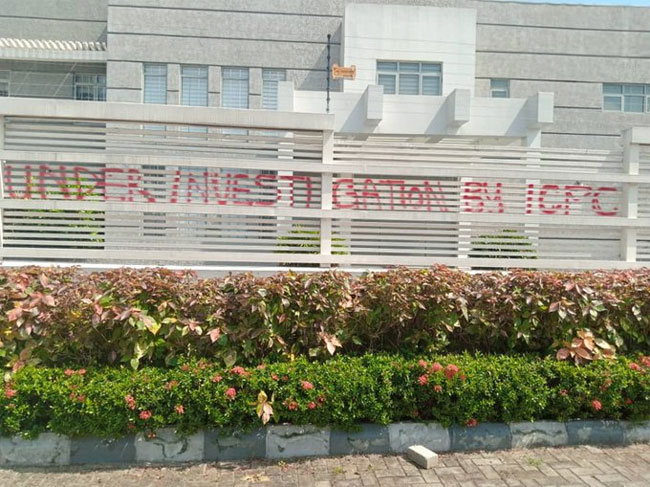 UNDER INVESTIGATION BY ICPC